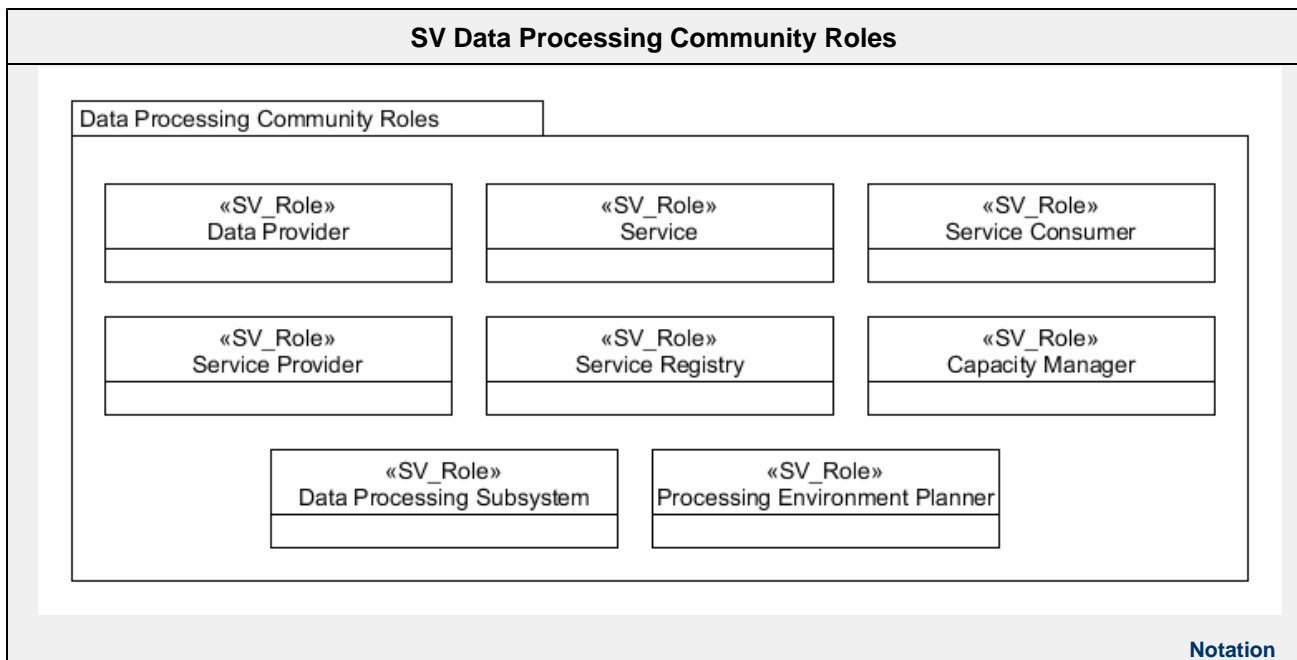 SV Data Processing Community Roles
Data Processing Community Roles
«SV_Role»
Data Provider
«SV_Role»
Service
«SV_Role»
Service Consumer
«SV_Role»
Service Provider
«SV_Role»
Service Registry
«SV_Role»
Capacity Manager
«SV_Role»
Data Processing Subsystem
«SV_Role»
Processing Environment Planner
Notation